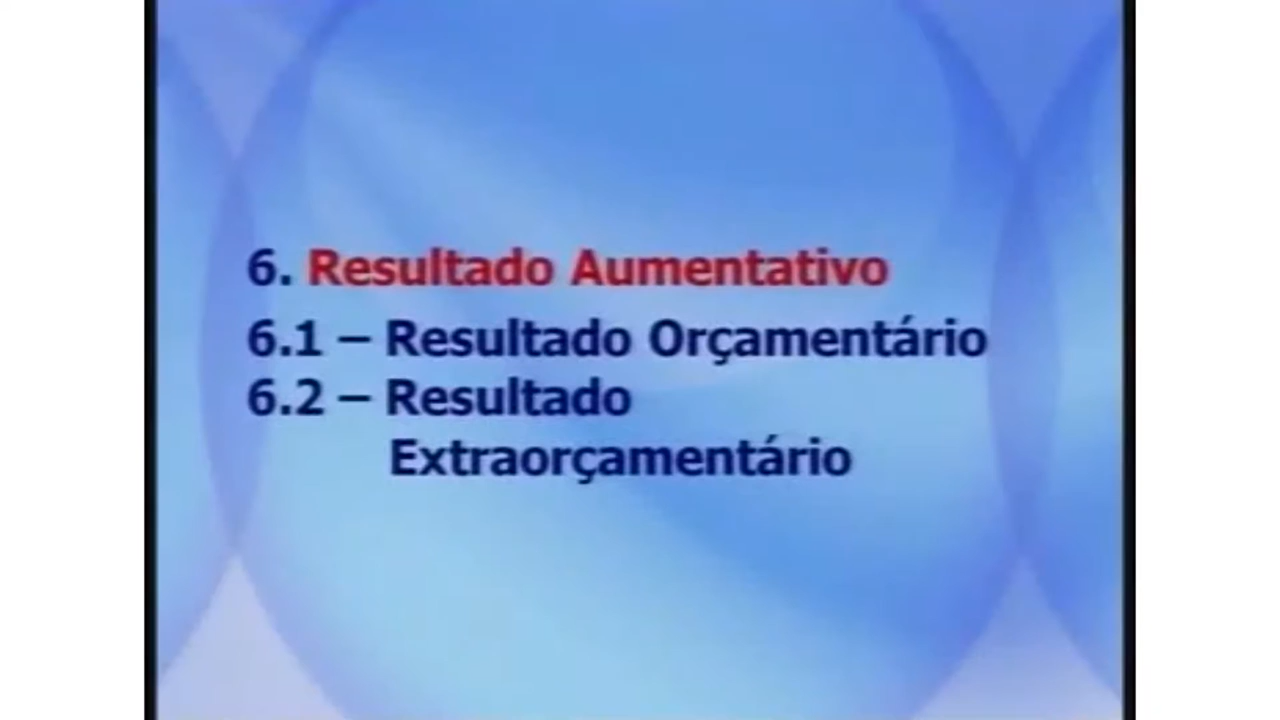 6. Resultado Aumentativo
6.1 – Resultado Orçamentário
6.2 – Resultado
Extraorçamentário